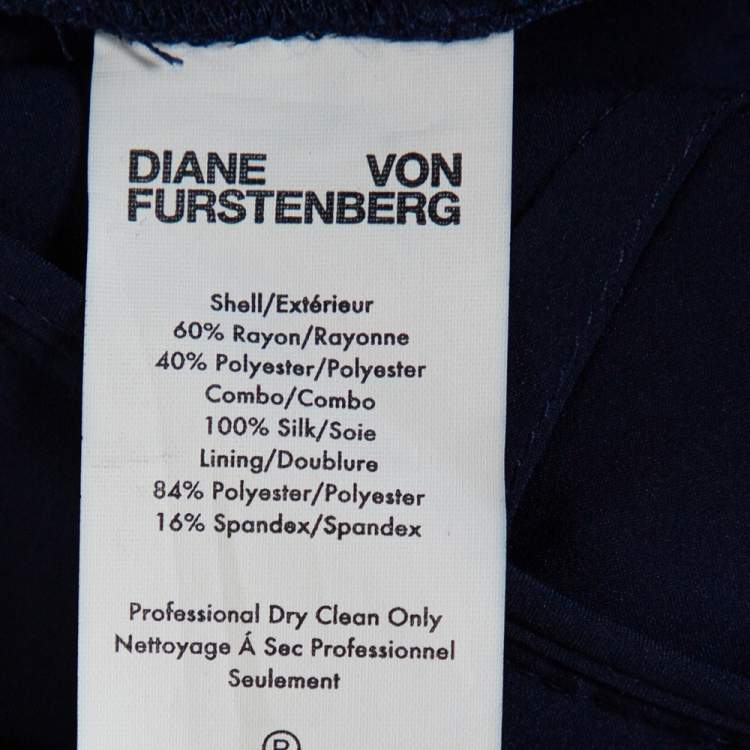 DIANE VON
FURSTENBERG
Shell/Extérieur
60% Rayon/Rayonne
40% Polyester/Polyester
Combo/Combo
100% Silk/Soie
Lining/Doublure
84% Polyester/Polyester
16% Spandex/Spandex
Professional Dry Clean Only
Nettoyage Á Sec Professionnel
Seulement
P